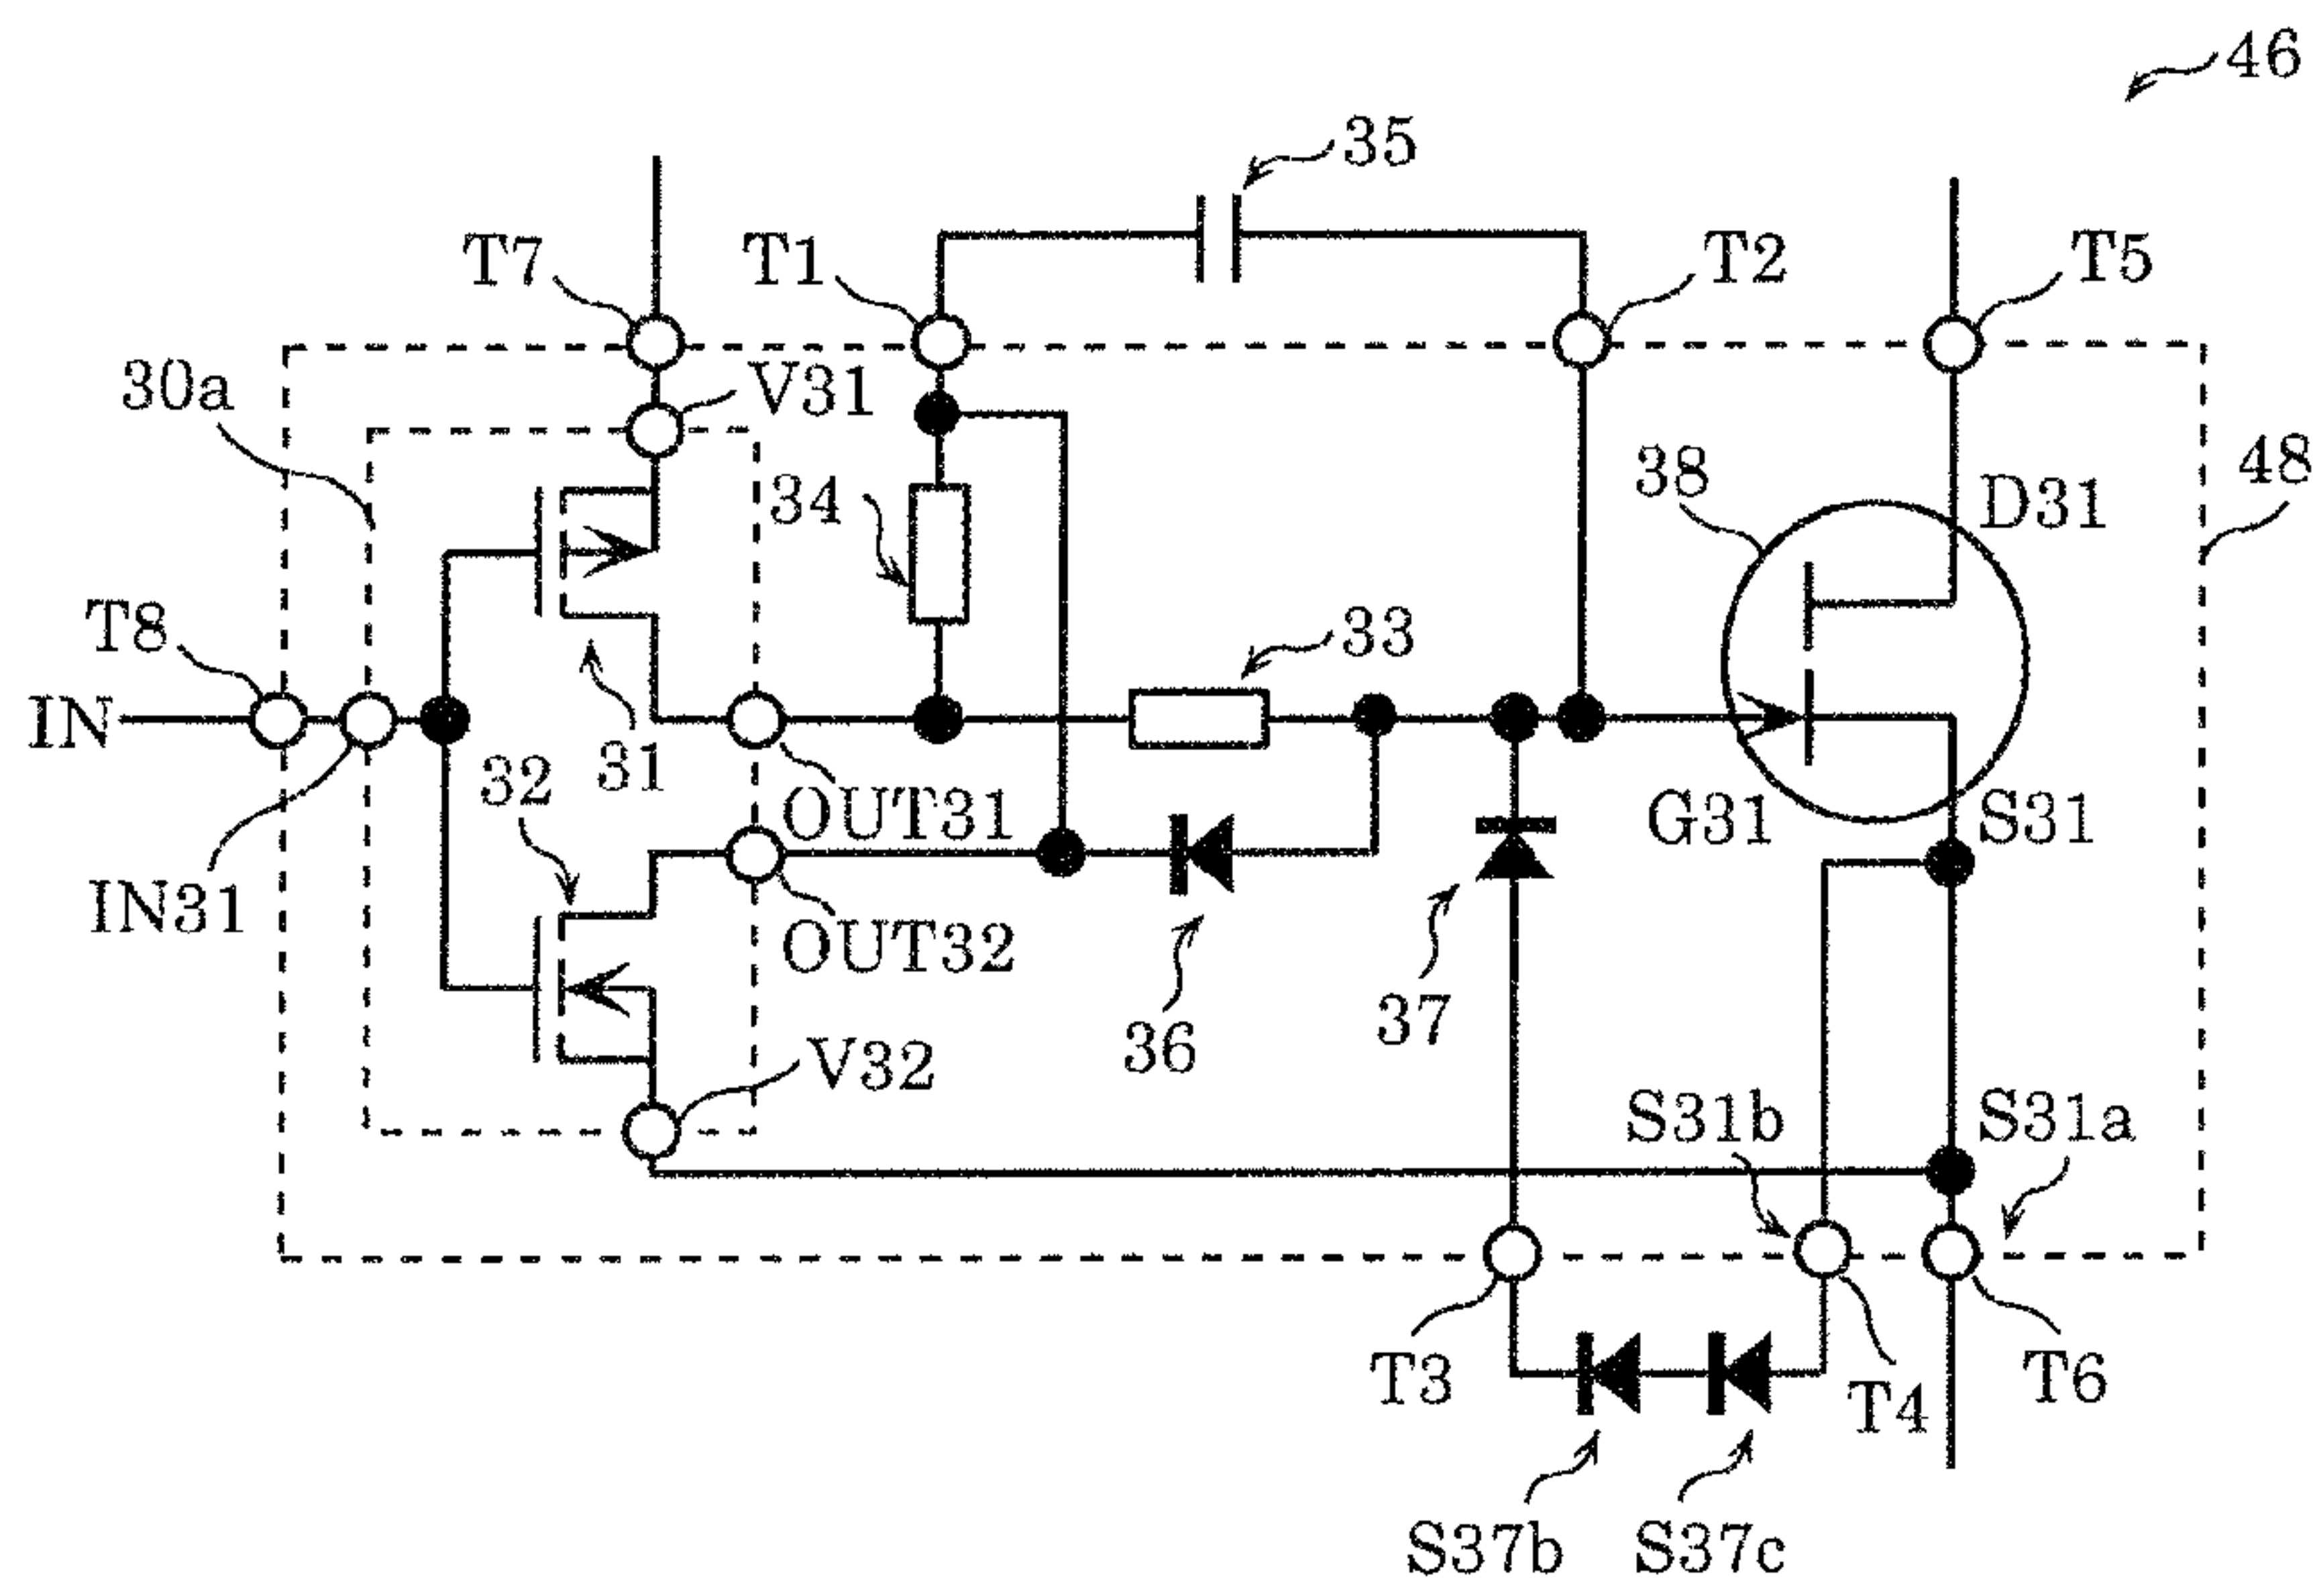 46
35
T7
T1
T2
T5
30a
V31
34
38
D31
48
T8
33
IN
31
32
OUT31
G31
S31
IN31
OUT32
36
37
V32
S31b
S31a
T3
T4
T6
S37b
S37c